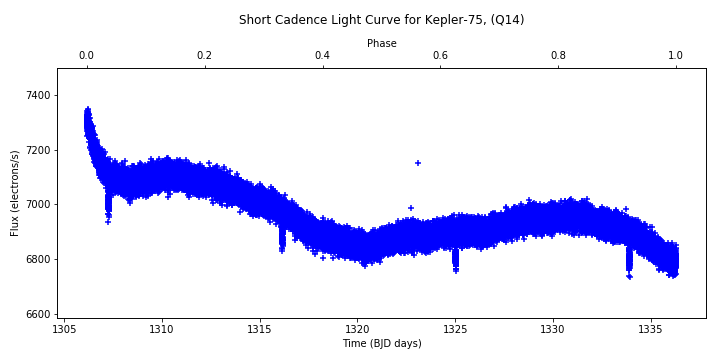 Short Cadence Light Curve for Kepler-75, (Q14)
Phase
0.0 0.2 0.4 0.6 0.8 1.0
7400
7200
7000
6800
6600
Flux (electrons/s)
1305 1310 1315 1320 1325 1330 1335
Time (BJD days)